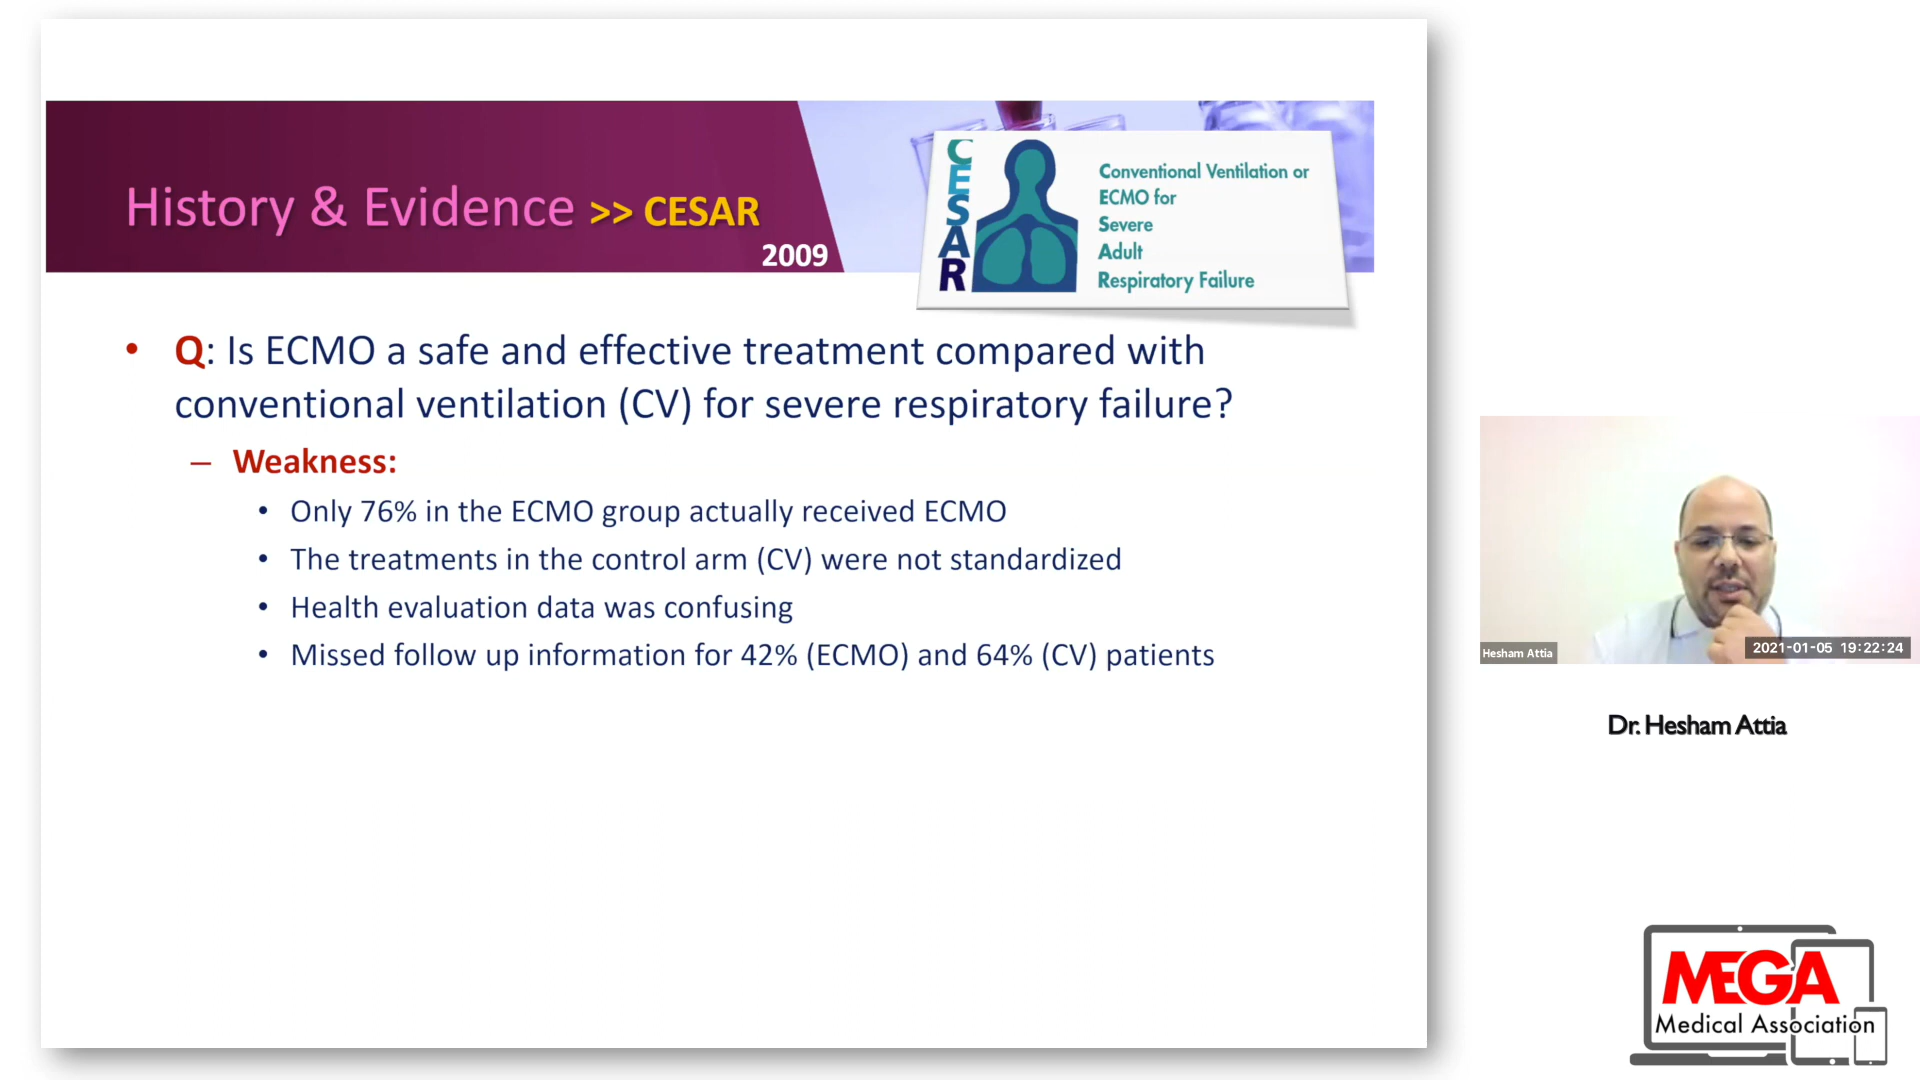 History & Evidence >> CESAR
2009
CESAR
Conventional Ventilation or
ECMO for
Severe
Adult
Respiratory Failure
• Q: Is ECMO a safe and effective treatment compared with
conventional ventilation (CV) for severe respiratory failure?
– Weakness:
• Only 76% in the ECMO group actually received ECMO
• The treatments in the control arm (CV) were not standardized
• Health evaluation data was confusing
• Missed follow up information for 42% (ECMO) and 64% (CV) patients
Hesham Attia
2021-01-05 19:22:24
Dr. Hesham Attia
MEGA
Medical Association